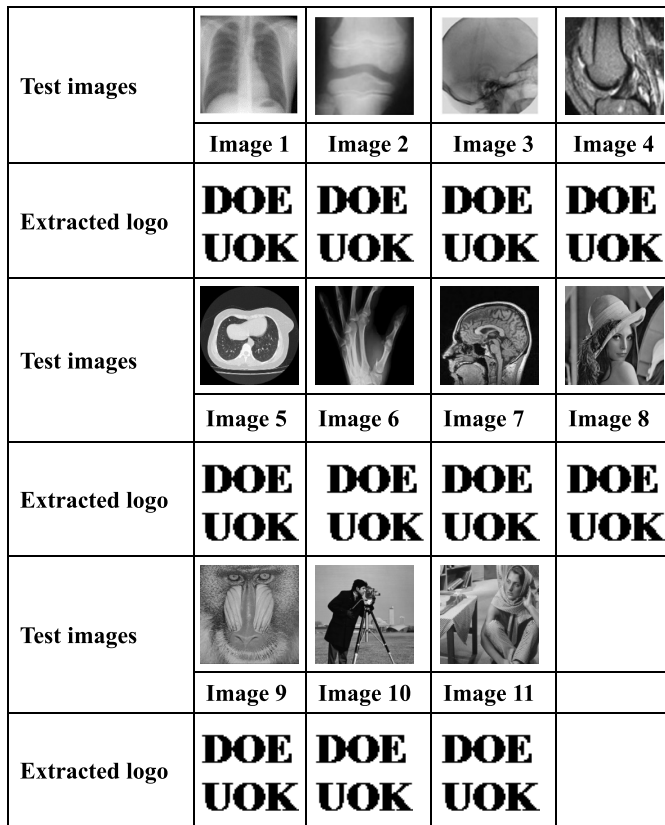 Test images
Image 1 Image 2 Image 3 Image 4
Extracted logo
DOE DOE DOE DOE
UOK UOK UOK UOK
Test images
Image 5 Image 6 Image 7 Image 8
Extracted logo
DOE DOE DOE DOE
UOK UOK UOK UOK
Test images
Image 9 Image 10 Image 11
Extracted logo
DOE DOE DOE
UOK UOK UOK